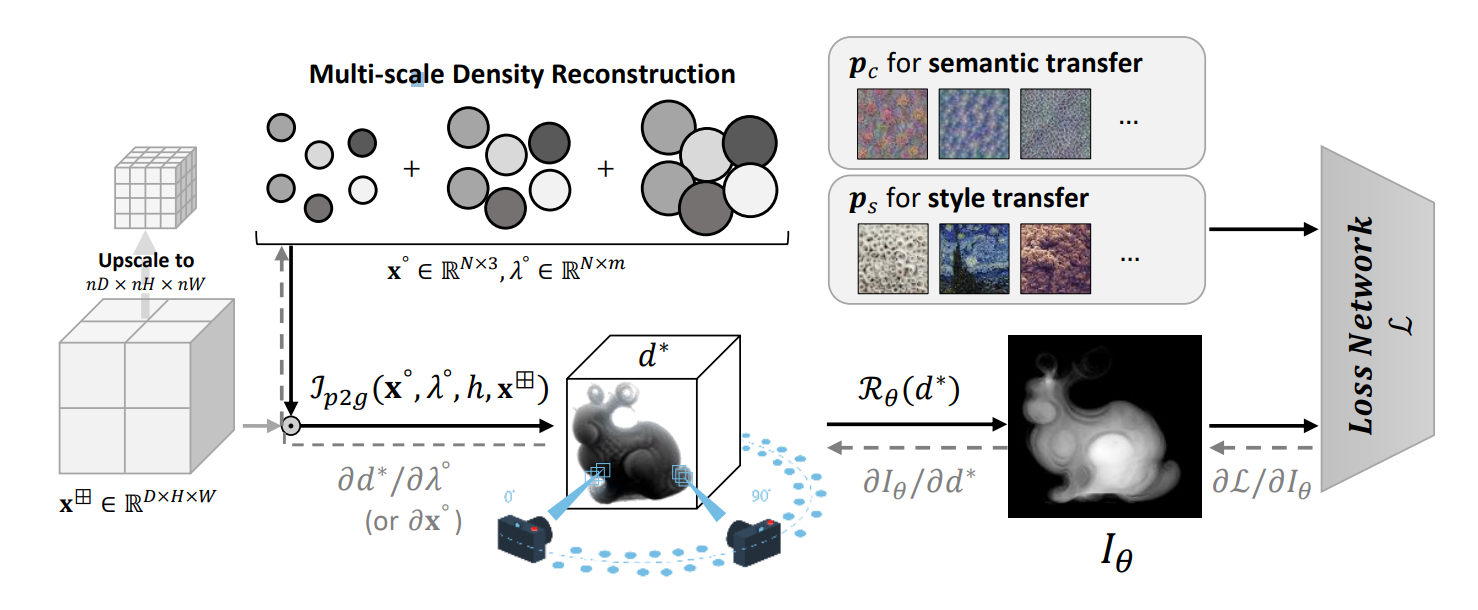 Multi-scale Density Reconstruction
+ +
x° ∈ ℝ^{N×3}, λ° ∈ ℝ^{N×m}
Upscale to
nD × nH × nW
x^⊞ ∈ ℝ^{D×H×W}
𝒥_{p2g}(x°, λ°, h, x^⊞)
∂d*/∂λ°
(or ∂x°)
d*
0°
90°
p_c for semantic transfer
...
p_s for style transfer
...
ℛ_θ(d*)
∂I_θ/∂d*
I_θ
∂ℒ/∂I_θ
Loss Network
ℒ